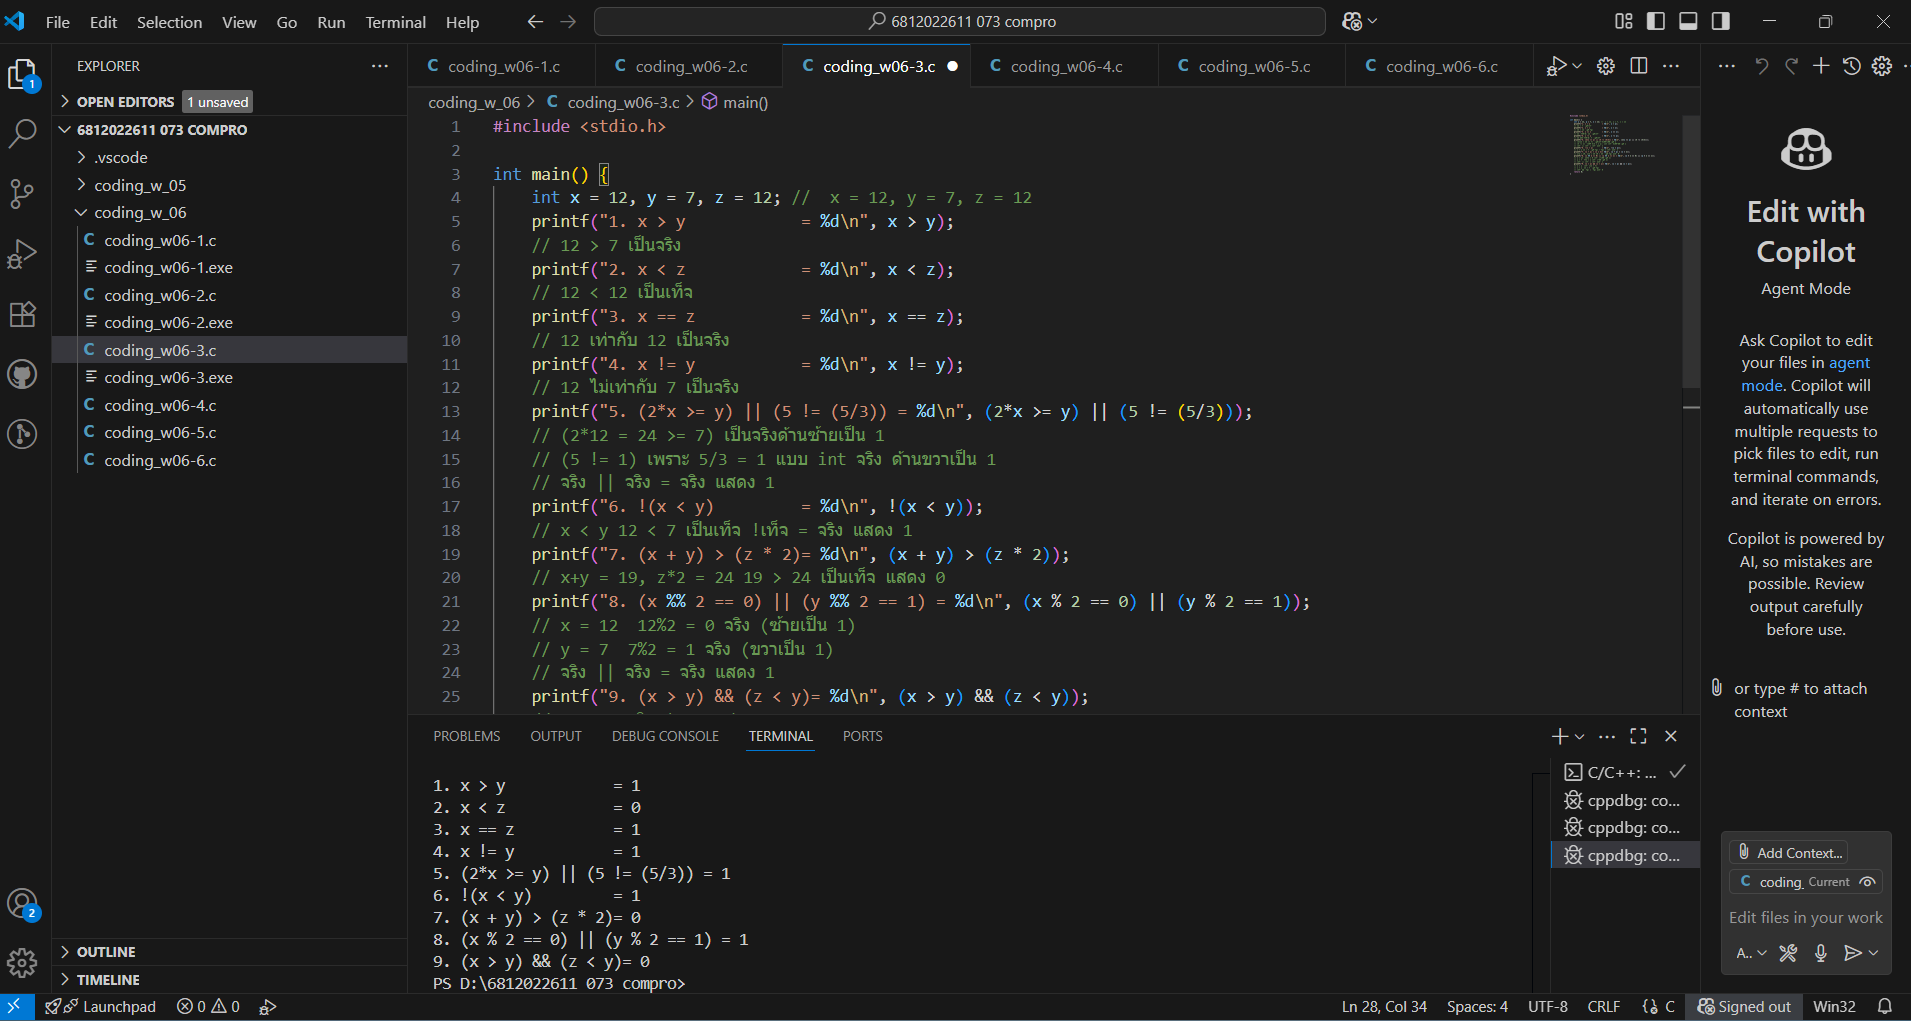 File Edit Selection View Go Run Terminal Help
6812022611 073 compro
EXPLORER
OPEN EDITORS 1 unsaved
6812022611 073 COMPRO
.vscode
coding_w_05
coding_w_06
coding_w06-1.c
coding_w06-1.exe
coding_w06-2.c
coding_w06-2.exe
coding_w06-3.c
coding_w06-3.exe
coding_w06-4.c
coding_w06-5.c
coding_w06-6.c
OUTLINE
TIMELINE
coding_w06-1.c coding_w06-2.c coding_w06-3.c coding_w06-4.c coding_w06-5.c coding_w06-6.c
coding_w_06 > coding_w06-3.c > main()
1 #include <stdio.h>
2
3 int main() {
4 int x = 12, y = 7, z = 12; //  x = 12, y = 7, z = 12
5 printf("1. x > y            = %d\n", x > y);
6 // 12 > 7 เป็นจริง
7 printf("2. x < z            = %d\n", x < z);
8 // 12 < 12 เป็นเท็จ
9 printf("3. x == z           = %d\n", x == z);
10 // 12 เท่ากับ 12 เป็นจริง
11 printf("4. x != y           = %d\n", x != y);
12 // 12 ไม่เท่ากับ 7 เป็นจริง
13 printf("5. (2*x >= y) || (5 != (5/3)) = %d\n", (2*x >= y) || (5 != (5/3)));
14 // (2*12 = 24 >= 7) เป็นจริงด้านซ้ายเป็น 1
15 // (5 != 1) เพราะ 5/3 = 1 แบบ int จริง ด้านขวาเป็น 1
16 // จริง || จริง = จริง แสดง 1
17 printf("6. !(x < y)         = %d\n", !(x < y));
18 // x < y 12 < 7 เป็นเท็จ !เท็จ = จริง แสดง 1
19 printf("7. (x + y) > (z * 2)= %d\n", (x + y) > (z * 2));
20 // x+y = 19, z*2 = 24 19 > 24 เป็นเท็จ แสดง 0
21 printf("8. (x %% 2 == 0) || (y %% 2 == 1) = %d\n", (x % 2 == 0) || (y % 2 == 1));
22 // x = 12  12%2 = 0 จริง (ซ้ายเป็น 1)
23 // y = 7  7%2 = 1 จริง (ขวาเป็น 1)
24 // จริง || จริง = จริง แสดง 1
25 printf("9. (x > y) && (z < y)= %d\n", (x > y) && (z < y));
PROBLEMS OUTPUT DEBUG CONSOLE TERMINAL PORTS
1. x > y            = 1
2. x < z            = 0
3. x == z           = 1
4. x != y           = 1
5. (2*x >= y) || (5 != (5/3)) = 1
6. !(x < y)         = 1
7. (x + y) > (z * 2)= 0
8. (x % 2 == 0) || (y % 2 == 1) = 1
9. (x > y) && (z < y)= 0
PS D:\6812022611 073 compro>
C/C++: ...
cppdbg: co...
cppdbg: co...
cppdbg: co...
Edit with
Copilot
Agent Mode
Ask Copilot to edit
your files in agent
mode. Copilot will
automatically use
multiple requests to
pick files to edit, run
terminal commands,
and iterate on errors.
Copilot is powered by
AI, so mistakes are
possible. Review
output carefully
before use.
or type # to attach
context
Add Context...
coding_ Current
Edit files in your work
A..
1
2
Launchpad 0 0 Ln 28, Col 34 Spaces: 4 UTF-8 CRLF C Signed out Win32